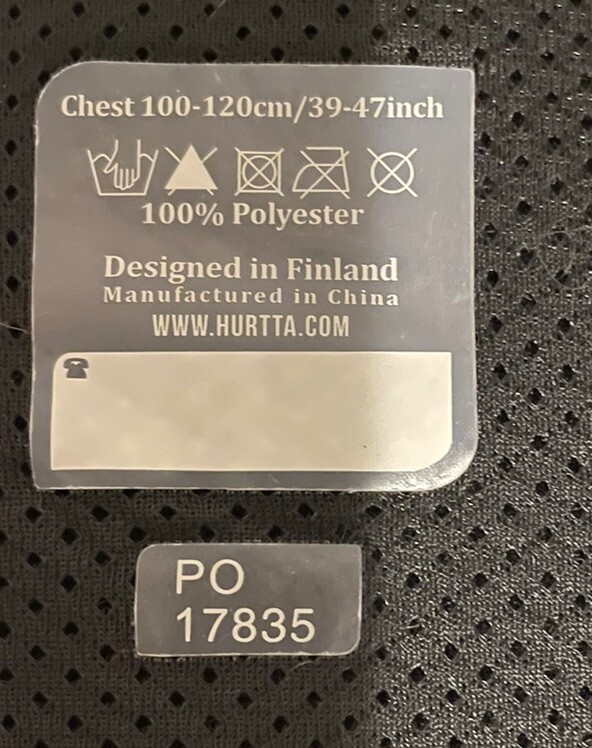 Chest 100-120cm/39-47inch
100% Polyester
Designed in Finland
Manufactured in China
WWW.HURTTA.COM
PO
17835